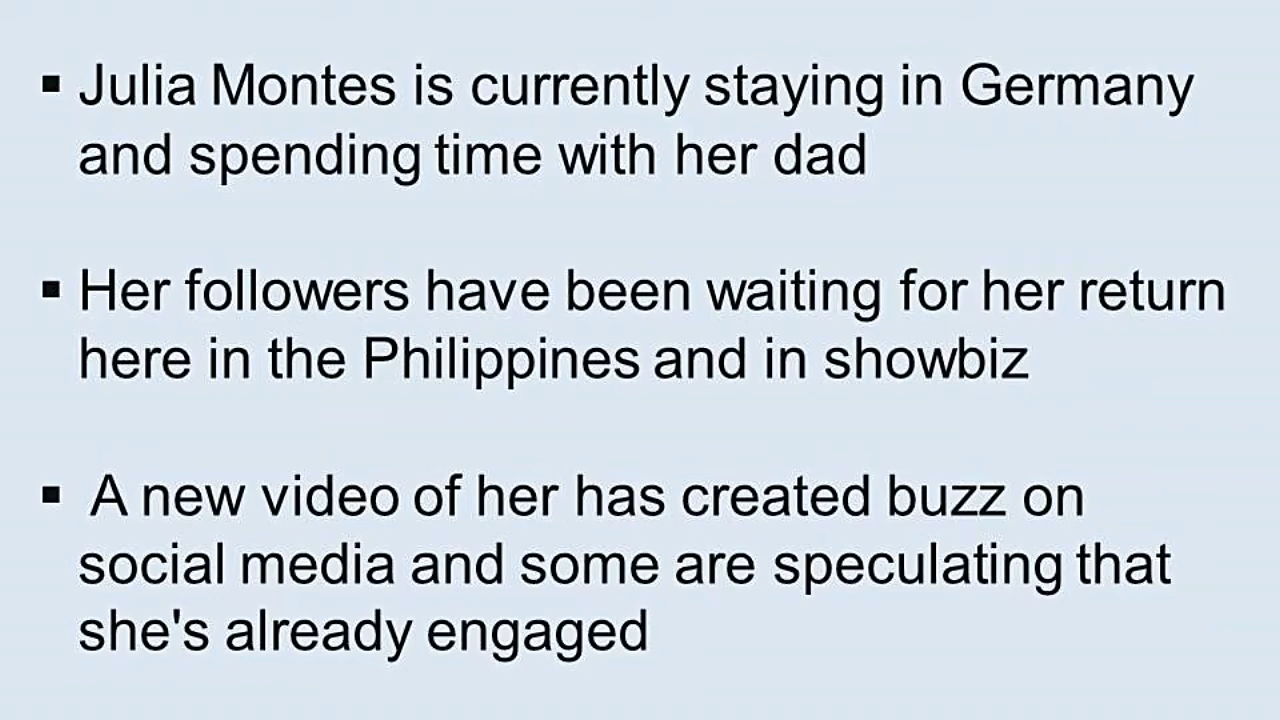 ▪ Julia Montes is currently staying in Germany
and spending time with her dad
▪ Her followers have been waiting for her return
here in the Philippines and in showbiz
▪ A new video of her has created buzz on
social media and some are speculating that
she's already engaged